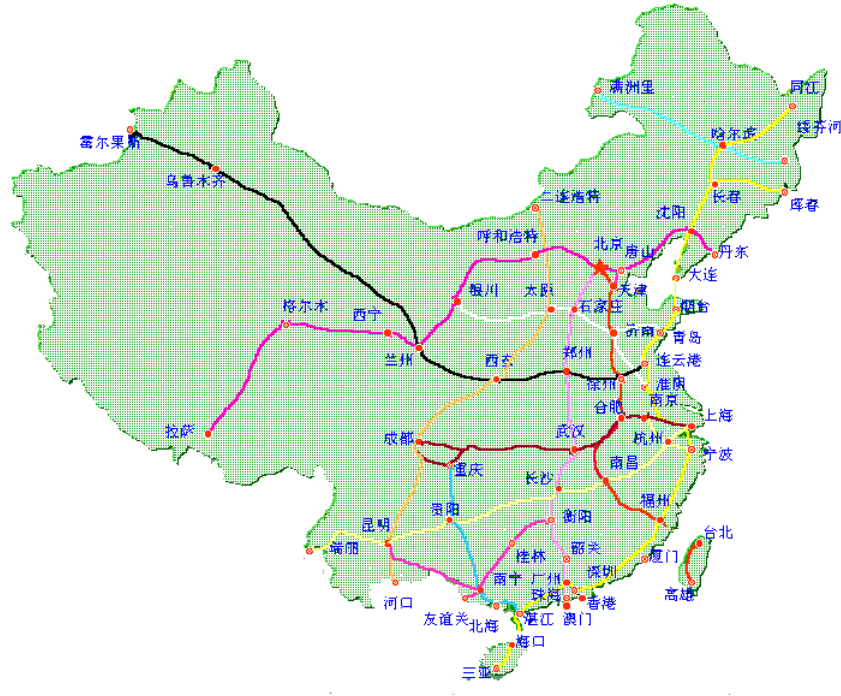 满洲里
同江
绥芬河
哈尔滨
霍尔果斯
乌鲁木齐
二连浩特
长春
珲春
沈阳
呼和浩特
北京
唐山
丹东
大连
银川
太原
天津
格尔木
西宁
石家庄
烟台
济南
青岛
兰州
西安
郑州
连云港
徐州
淮阴
合肥
南京
上海
拉萨
成都
武汉
杭州
宁波
重庆
南昌
长沙
贵阳
福州
昆明
衡阳
台北
瑞丽
桂林
韶关
厦门
南宁
广州
深圳
高雄
河口
珠海
香港
友谊关
北海
湛江
澳门
海口
三亚